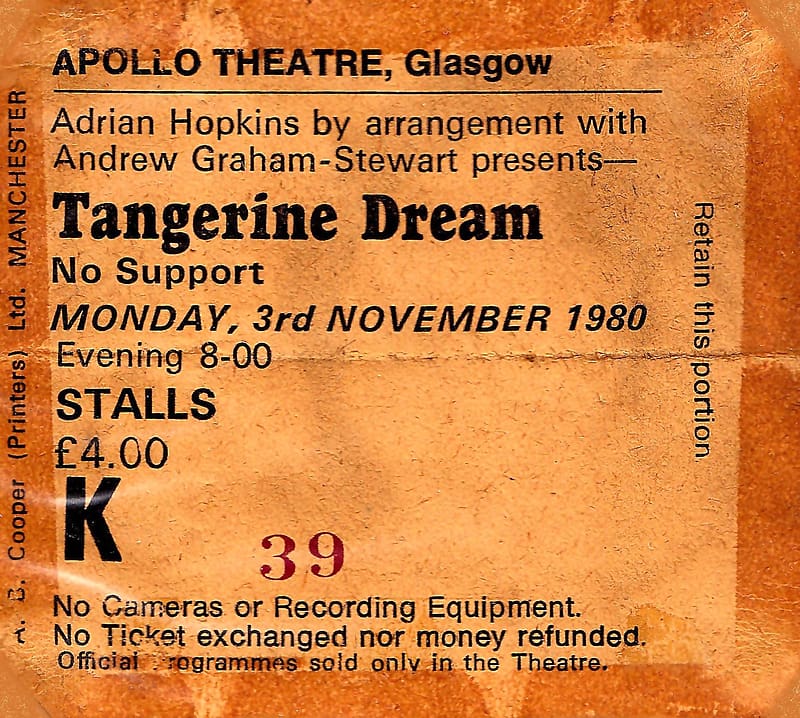 APOLLO THEATRE, Glasgow
Adrian Hopkins by arrangement with
Andrew Graham-Stewart presents—
Tangerine Dream
No Support
MONDAY, 3rd NOVEMBER 1980
Evening 8-00
STALLS
£4.00
K
39
No Cameras or Recording Equipment.
No Ticket exchanged nor money refunded.
Official Programmes sold only in the Theatre.
Retain this portion
A. B. Cooper (Printers) Ltd. MANCHESTER